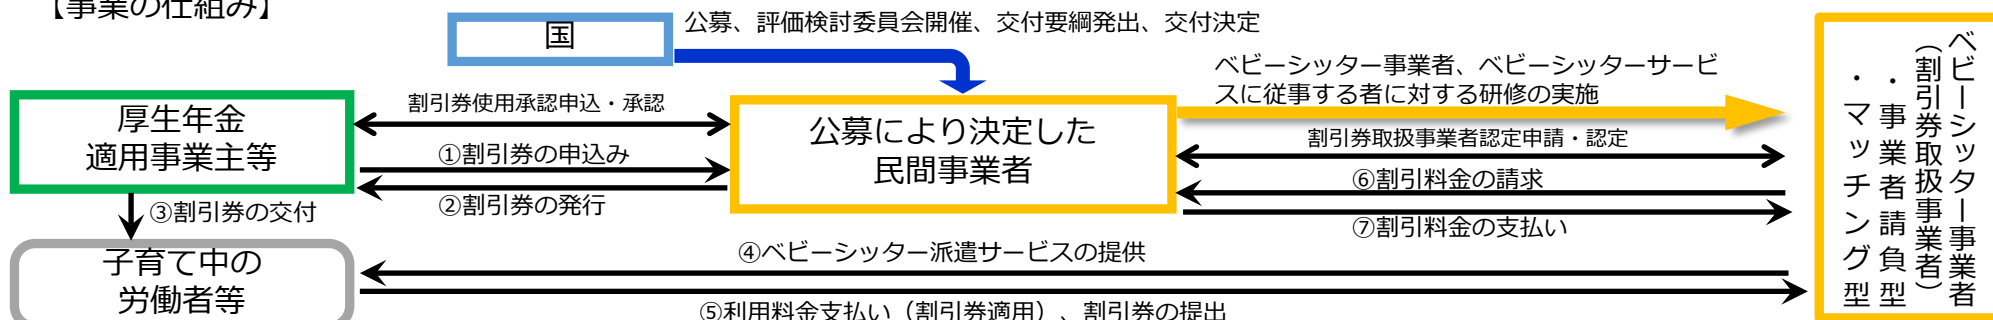 【事業の仕組み】
国
公募、評価検討委員会開催、交付要綱発出、交付決定
ベビーシッター事業者、ベビーシッターサービ
スに従事する者に対する研修の実施
厚生年金
適用事業主等
割引券使用承認申込・承認
①割引券の申込み
②割引券の発行
公募により決定した
民間事業者
割引券取扱事業者認定申請・認定
⑥割引料金の請求
⑦割引料金の支払い
③割引券の交付
子育て中の
労働者等
④ベビーシッター派遣サービスの提供
⑤利用料金支払い（割引券適用）、割引券の提出
ベビーシッター事業者
（割引券取扱事業者）
・事業者請負型
・マッチング型